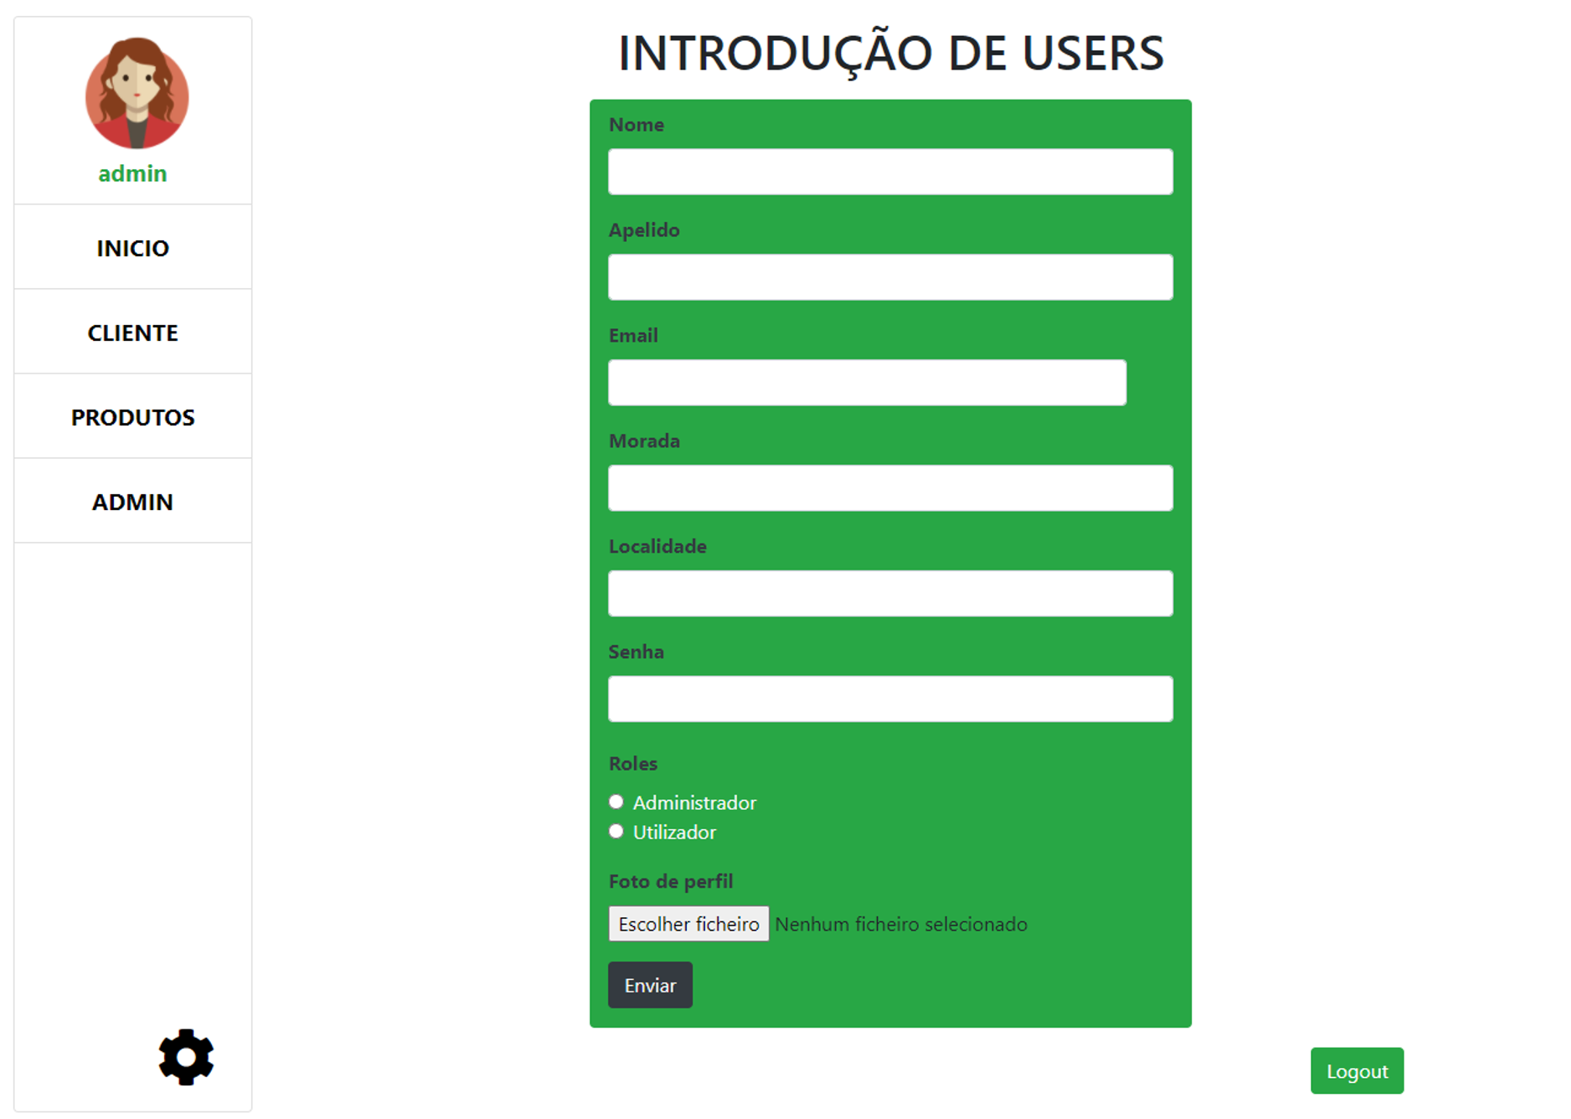 admin
INICIO
CLIENTE
PRODUTOS
ADMIN
INTRODUÇÃO DE USERS
Nome
Apelido
Email
Morada
Localidade
Senha
Roles
Administrador
Utilizador
Foto de perfil
Escolher ficheiro Nenhum ficheiro selecionado
Enviar
Logout